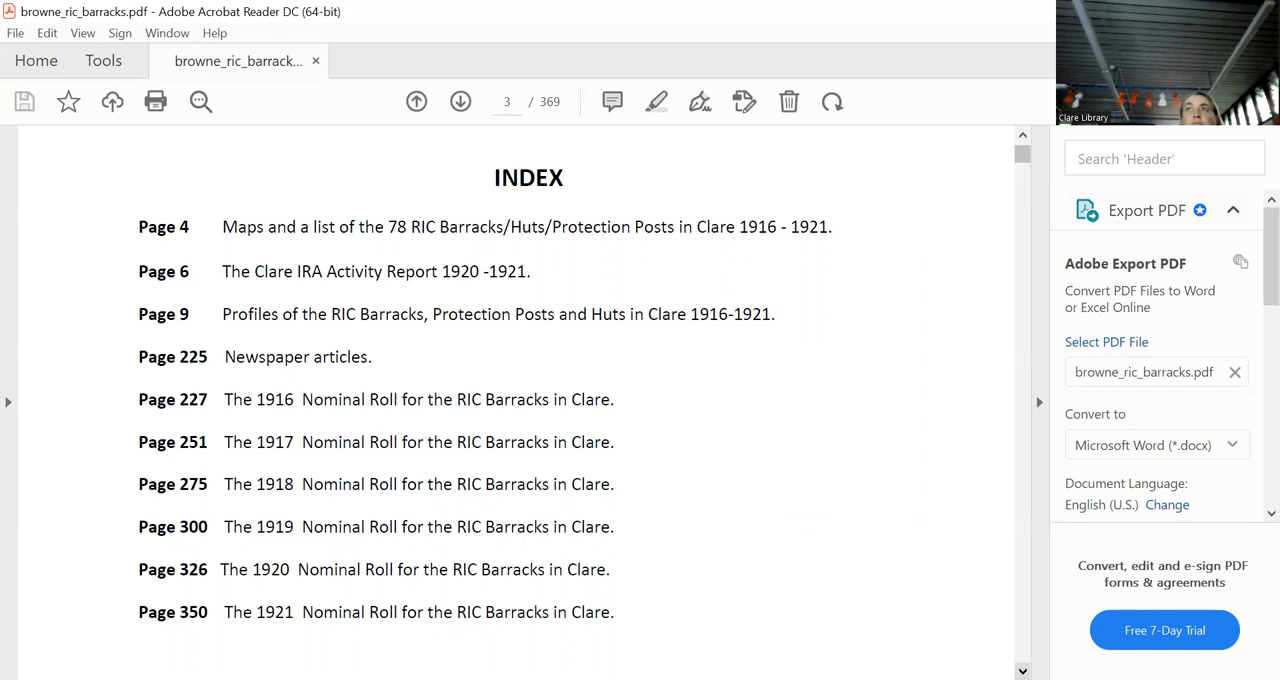 browne_ric_barracks.pdf - Adobe Acrobat Reader DC (64-bit)
File Edit View Sign Window Help
Home Tools browne_ric_barrack... ×
3 / 369
Clare Library
INDEX
Page 4 Maps and a list of the 78 RIC Barracks/Huts/Protection Posts in Clare 1916 - 1921.
Page 6 The Clare IRA Activity Report 1920 -1921.
Page 9 Profiles of the RIC Barracks, Protection Posts and Huts in Clare 1916-1921.
Page 225 Newspaper articles.
Page 227 The 1916 Nominal Roll for the RIC Barracks in Clare.
Page 251 The 1917 Nominal Roll for the RIC Barracks in Clare.
Page 275 The 1918 Nominal Roll for the RIC Barracks in Clare.
Page 300 The 1919 Nominal Roll for the RIC Barracks in Clare.
Page 326 The 1920 Nominal Roll for the RIC Barracks in Clare.
Page 350 The 1921 Nominal Roll for the RIC Barracks in Clare.
Search 'Header'
Export PDF
Adobe Export PDF
Convert PDF Files to Word
or Excel Online
Select PDF File
browne_ric_barracks.pdf
Convert to
Microsoft Word (*.docx)
Document Language:
English (U.S.) Change
Convert, edit and e-sign PDF
forms & agreements
Free 7-Day Trial